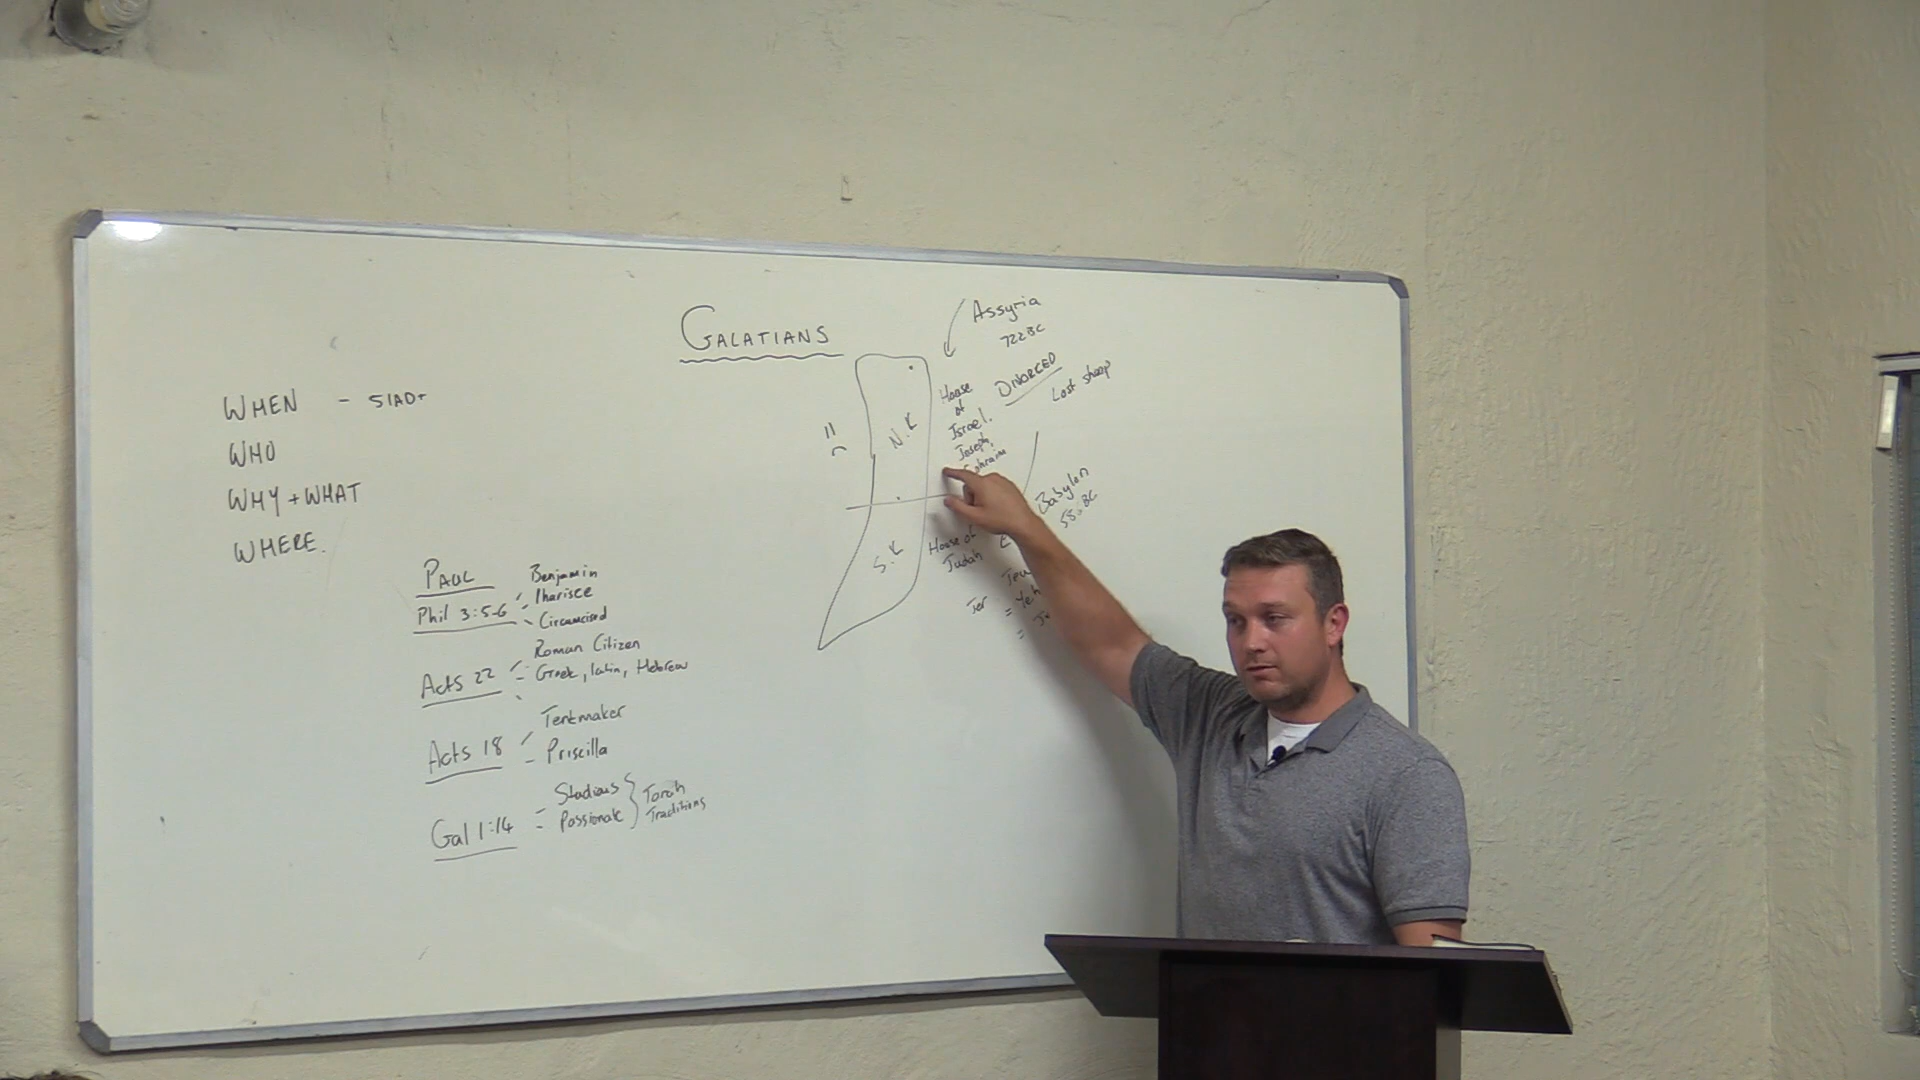 GALATIANS
WHEN - 51AD+
WHO
WHY + WHAT
WHERE.
PAUL
Phil 3:5-6
Benjamin
Pharisee
Circumcised
Acts 22
Roman Citizen
Greek, Latin, Hebrew
Acts 18
Tentmaker
Priscilla
Gal 1:14
Studious
Passionate
Torah
Traditions
N.K
S.K
Assyria
722BC
DIVORCED
Lost sheep
House
of
Israel.
Joseph
Ephraim
Babylon
BC
House of
Judah